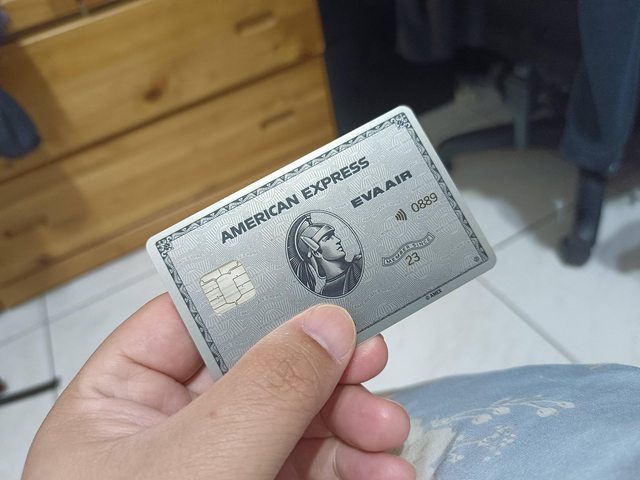 AMERICAN EXPRESS
EVA AIR
0889
MEMBER SINCE
23
© AMEX